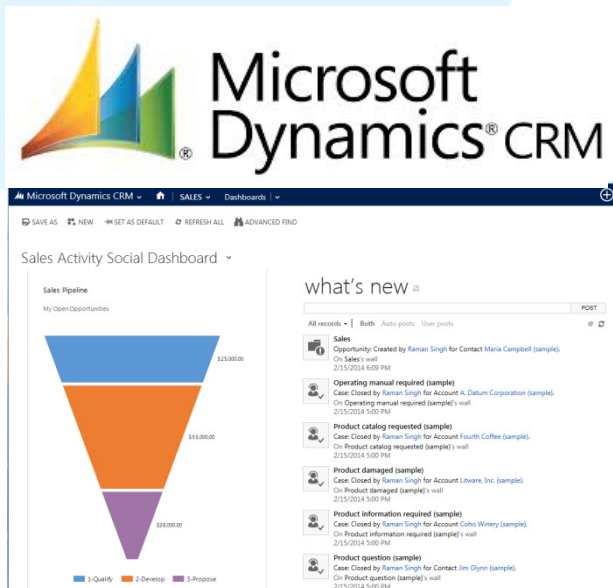 Microsoft
Dynamics® CRM
®
Microsoft Dynamics CRM SALES Dashboards
SAVE AS NEW SET AS DEFAULT REFRESH ALL ADVANCED FIND
Sales Activity Social Dashboard
Sales Pipeline
My Open Opportunities
$25,000.00
$36,000.00
1-Qualify 2-Develop 3-Propose
what's new
POST
All records Both Auto posts User posts
Sales
Opportunity: Created by Raman Singh for Contact Maria Campbell (sample).
On Sales's wall
2/15/2014 6:09 PM
Operating manual required (sample)
Case: Closed by Raman Singh for Account A. Datum Corporation (sample).
On Operating manual required (sample)'s wall
2/15/2014 5:00 PM
Product catalog requested (sample)
Case: Closed by Raman Singh for Account Fourth Coffee (sample).
On Product catalog requested (sample)'s wall
2/15/2014 5:00 PM
Product damaged (sample)
Case: Closed by Raman Singh for Account Litware, Inc. (sample).
On Product damaged (sample)'s wall
2/15/2014 5:00 PM
Product information required (sample)
Case: Closed by Raman Singh for Account Coho Winery (sample).
On Product information required (sample)'s wall
2/15/2014 5:00 PM
Product question (sample)
Case: Closed by Raman Singh for Contact Jim Glynn (sample).
On Product question (sample)'s wall
2/15/2014 5:00 PM